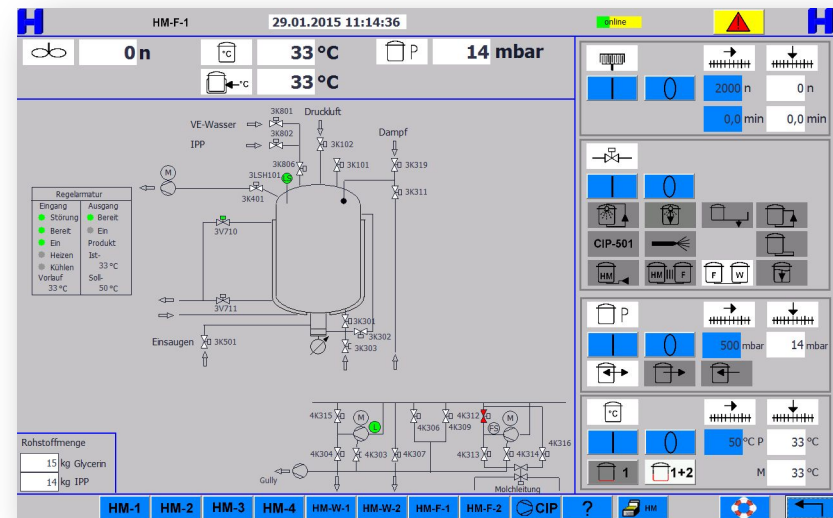 H HM-F-1 29.01.2015 11:14:36 online H
0 n °C 33 °C P 14 mbar
°C 33 °C
2000 n 0 n
0,0 min 0,0 min
3K801 Druckluft
VE-Wasser 3K802 Dampf
IPP 3K102
3K806 3K101 3K319
M 3LSH101 LS 3K311
3K401
Regelarmatur
Eingang Ausgang
Störung Bereit
Bereit Ein
Ein Produkt
Heizen Ist-
Kühlen 33 °C
Vorlauf Soll-
33 °C 50 °C
3V710
3V711
3K301
3K302
Einsaugen 3K501 3K303
CIP-501
HM HM F F W
P
500 mbar 14 mbar
4K315 M L 4K306 4K309 4K312 FS M
4K304 4K303 4K307 4K313 4K314 4K316
Gully Molchleitung
°C
50 °C P 33 °C
1 1+2 M 33 °C
Rohstoffmenge
15 kg Glycerin
14 kg IPP
HM-1 HM-2 HM-3 HM-4 HM-W-1 HM-W-2 HM-F-1 HM-F-2 CIP ? HM